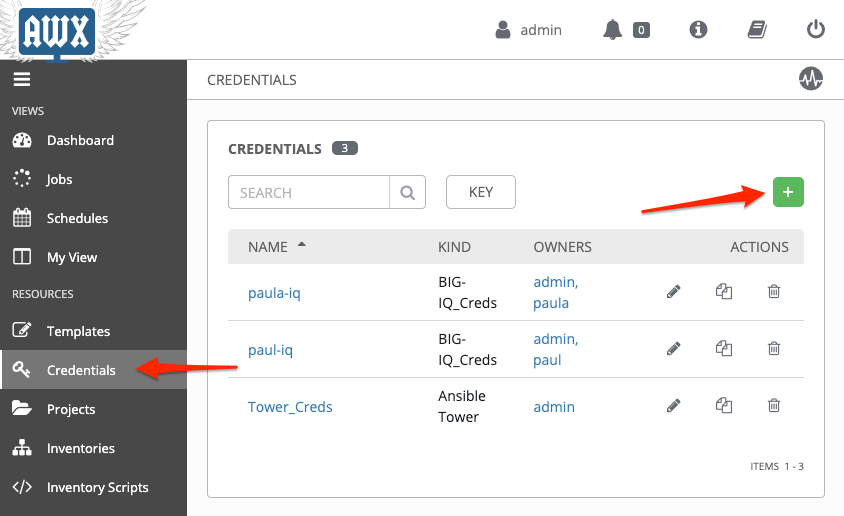 AWX
admin
0
CREDENTIALS
VIEWS
Dashboard
Jobs
Schedules
My View
RESOURCES
Templates
Credentials
Projects
Inventories
Inventory Scripts
CREDENTIALS 3
SEARCH
KEY
+
NAME KIND OWNERS ACTIONS
paula-iq BIG-IQ_Creds admin, paula
paul-iq BIG-IQ_Creds admin, paul
Tower_Creds Ansible Tower admin
ITEMS 1 - 3